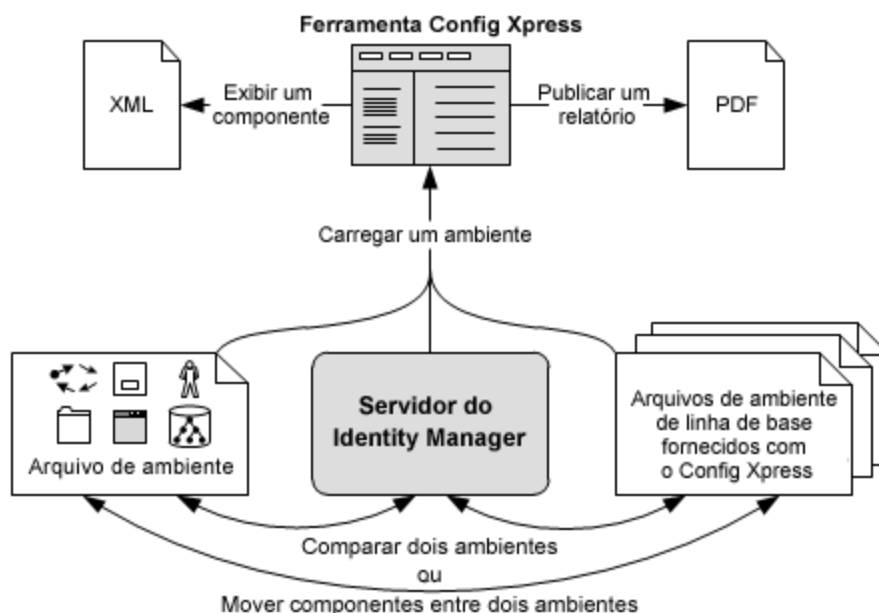 Ferramenta Config Xpress
XML
Exibir um
componente
Publicar um
relatório
PDF
Carregar um ambiente
Arquivo de ambiente
Servidor do
Identity Manager
Arquivos de ambiente
de linha de base
fornecidos com
o Config Xpress
Comparar dois ambientes
ou
Mover componentes entre dois ambientes